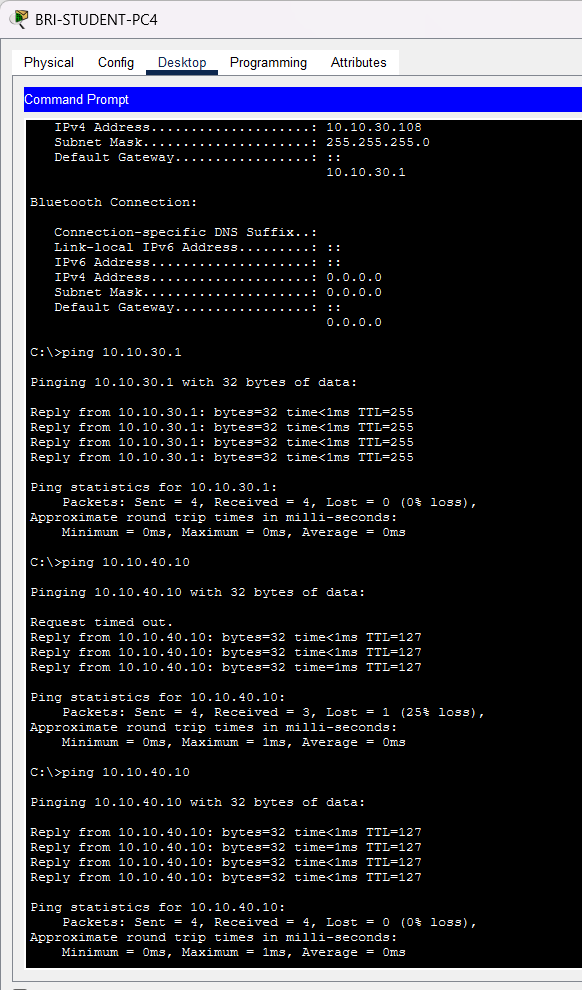 BRI-STUDENT-PC4
Physical Config Desktop Programming Attributes
Command Prompt
IPv4 Address....................: 10.10.30.108
Subnet Mask.....................: 255.255.255.0
Default Gateway.................: ::
10.10.30.1
Bluetooth Connection:
Connection-specific DNS Suffix..:
Link-local IPv6 Address.........: ::
IPv6 Address....................: ::
IPv4 Address....................: 0.0.0.0
Subnet Mask.....................: 0.0.0.0
Default Gateway.................: ::
0.0.0.0
C:\>ping 10.10.30.1
Pinging 10.10.30.1 with 32 bytes of data:
Reply from 10.10.30.1: bytes=32 time<1ms TTL=255
Reply from 10.10.30.1: bytes=32 time<1ms TTL=255
Reply from 10.10.30.1: bytes=32 time<1ms TTL=255
Reply from 10.10.30.1: bytes=32 time<1ms TTL=255
Ping statistics for 10.10.30.1:
Packets: Sent = 4, Received = 4, Lost = 0 (0% loss),
Approximate round trip times in milli-seconds:
Minimum = 0ms, Maximum = 0ms, Average = 0ms
C:\>ping 10.10.40.10
Pinging 10.10.40.10 with 32 bytes of data:
Request timed out.
Reply from 10.10.40.10: bytes=32 time<1ms TTL=127
Reply from 10.10.40.10: bytes=32 time<1ms TTL=127
Reply from 10.10.40.10: bytes=32 time=1ms TTL=127
Ping statistics for 10.10.40.10:
Packets: Sent = 4, Received = 3, Lost = 1 (25% loss),
Approximate round trip times in milli-seconds:
Minimum = 0ms, Maximum = 1ms, Average = 0ms
C:\>ping 10.10.40.10
Pinging 10.10.40.10 with 32 bytes of data:
Reply from 10.10.40.10: bytes=32 time<1ms TTL=127
Reply from 10.10.40.10: bytes=32 time=1ms TTL=127
Reply from 10.10.40.10: bytes=32 time<1ms TTL=127
Reply from 10.10.40.10: bytes=32 time<1ms TTL=127
Ping statistics for 10.10.40.10:
Packets: Sent = 4, Received = 4, Lost = 0 (0% loss),
Approximate round trip times in milli-seconds:
Minimum = 0ms, Maximum = 1ms, Average = 0ms